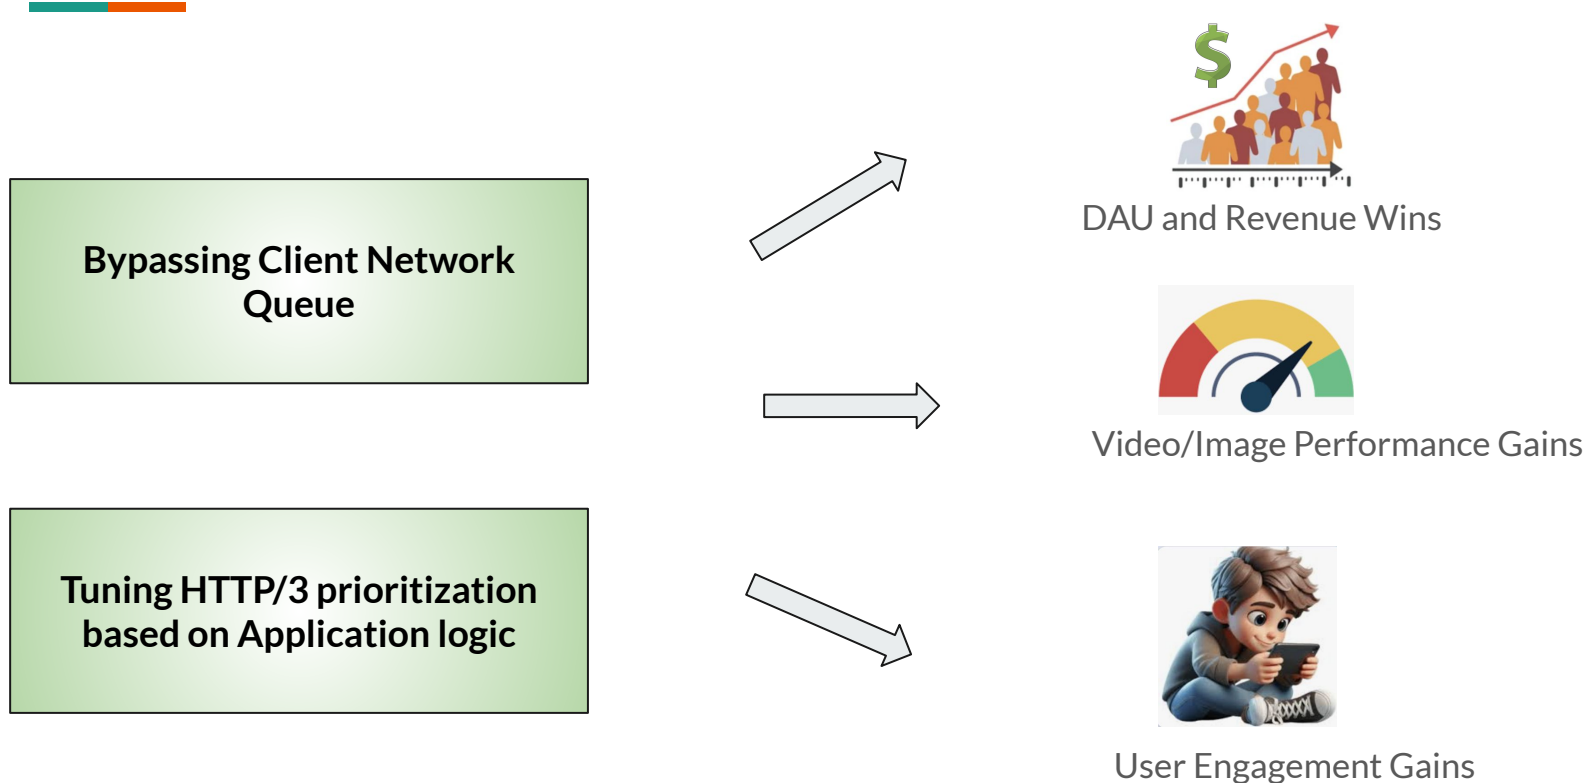 Bypassing Client Network
Queue
Tuning HTTP/3 prioritization
based on Application logic
$
DAU and Revenue Wins
Video/Image Performance Gains
User Engagement Gains